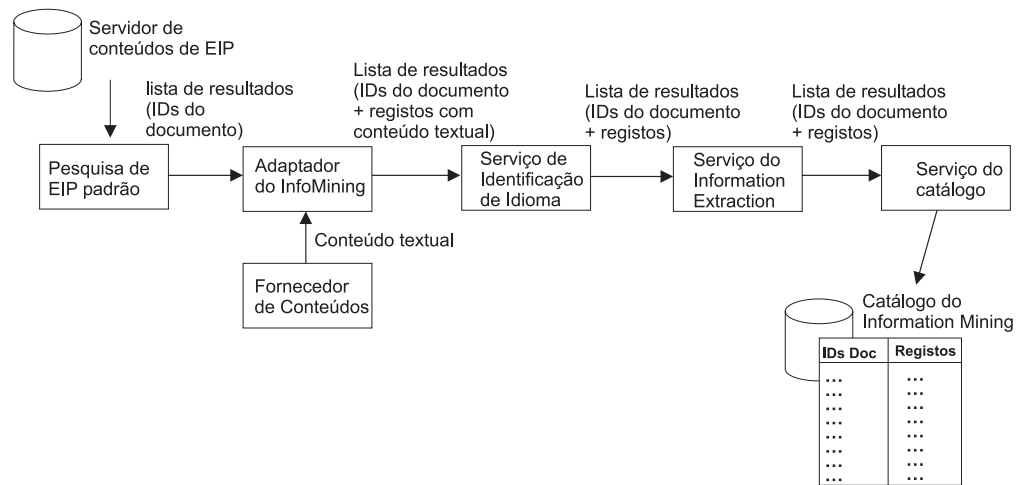 Servidor de
conteúdos de EIP
lista de resultados
(IDs do
documento)
Lista de resultados
(IDs do documento
+ registos com
conteúdo textual)
Lista de resultados
(IDs do documento
+ registos)
Lista de resultados
(IDs do documento
+ registos)
Pesquisa de
EIP padrão
Adaptador
do InfoMining
Serviço de
Identificação
de Idioma
Serviço do
Information
Extraction
Serviço do
catálogo
Conteúdo textual
Fornecedor
de Conteúdos
Catálogo do
Information Mining
IDs Doc Registos
... ...
... ...
... ...
... ...
... ...
... ...
... ...